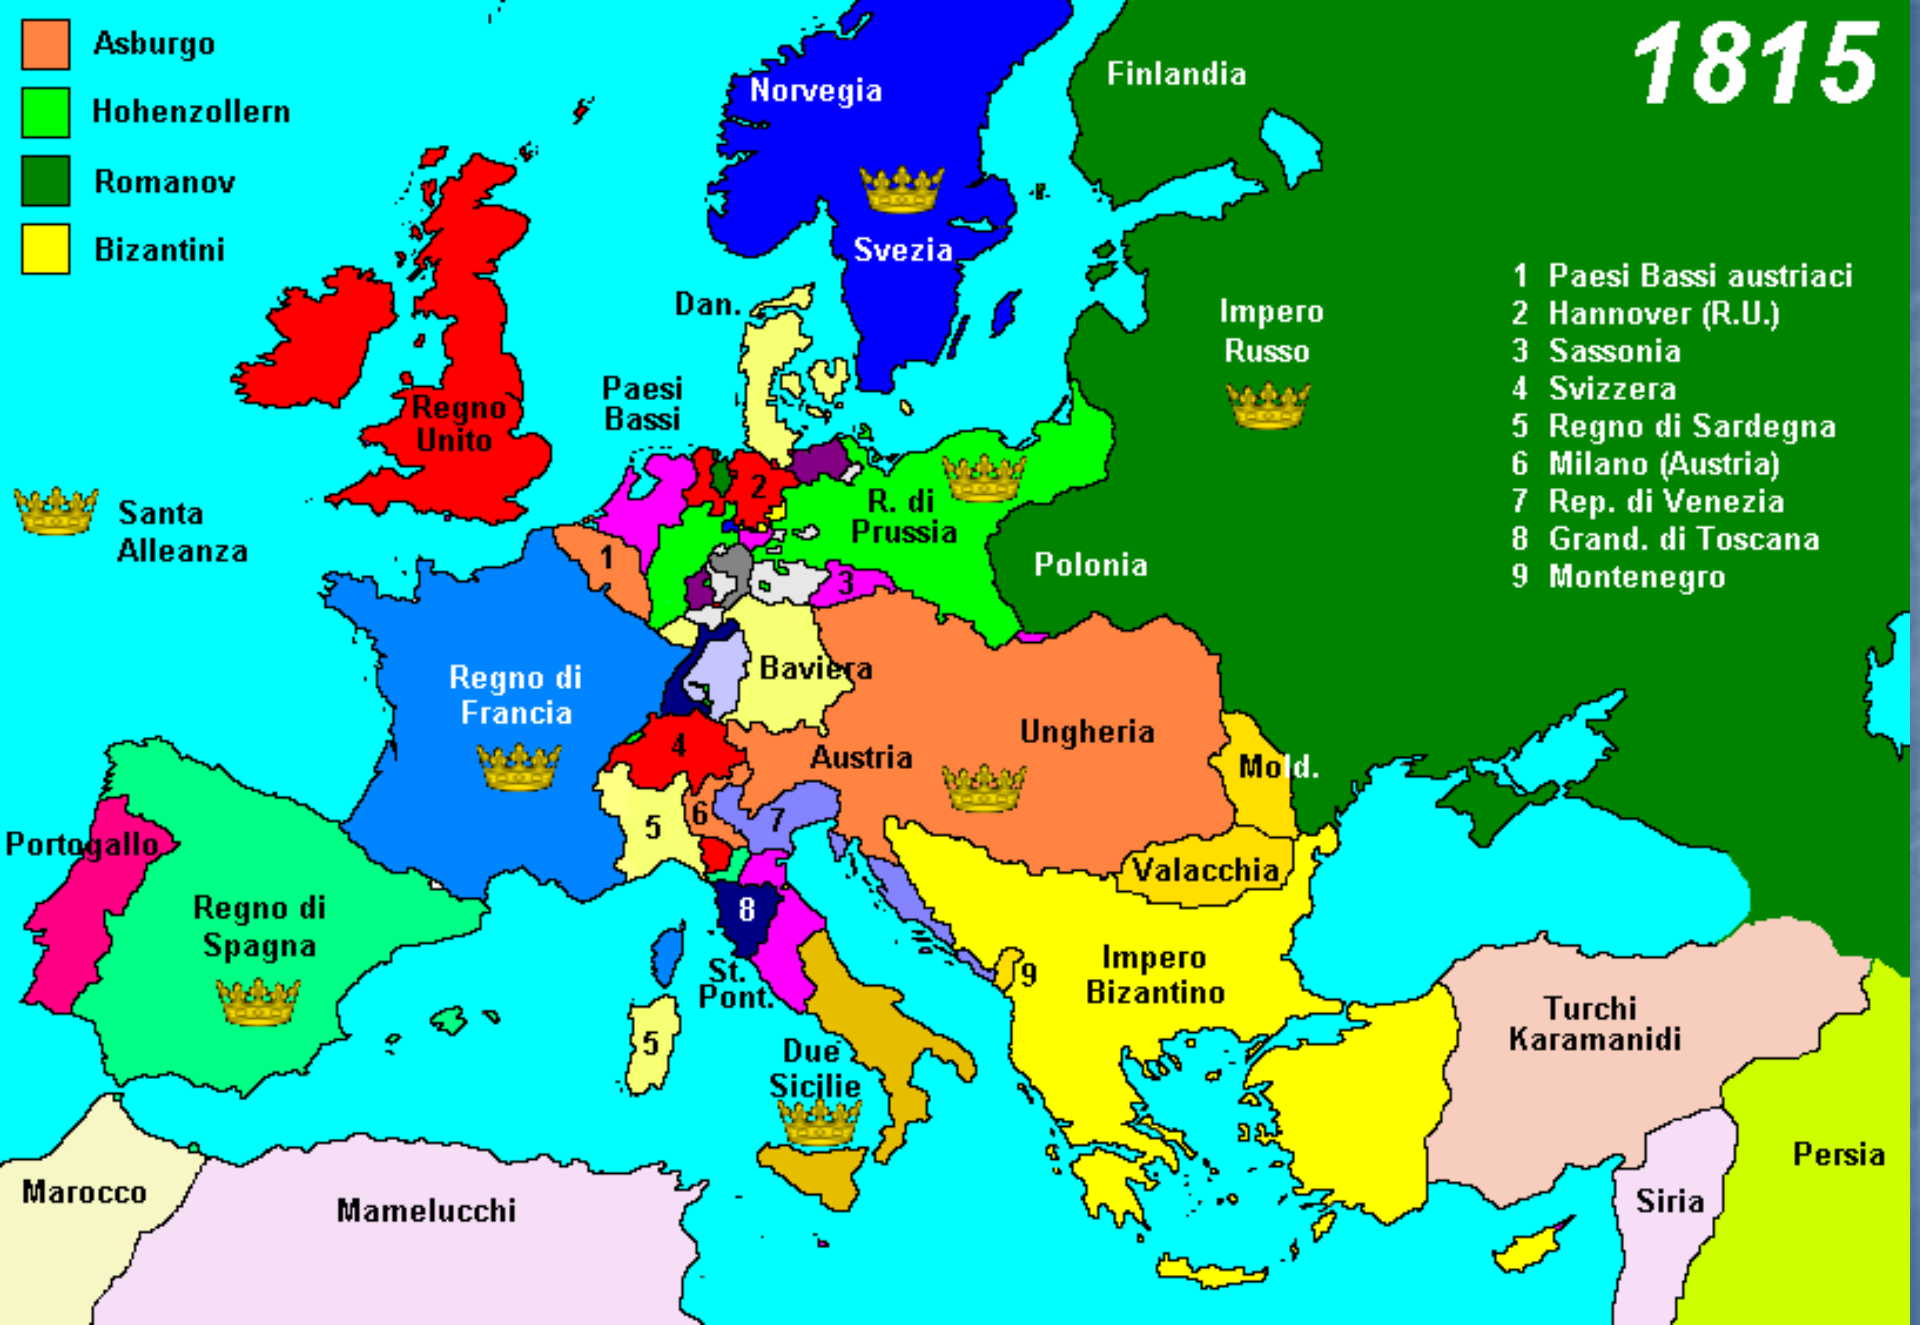 1815
Asburgo
Hohenzollern
Romanov
Bizantini
Santa
Alleanza
Norvegia
Svezia
Finlandia
Dan.
Paesi
Bassi
Regno
Unito
Impero
Russo
1 Paesi Bassi austriaci
2 Hannover (R.U.)
3 Sassonia
4 Svizzera
5 Regno di Sardegna
6 Milano (Austria)
7 Rep. di Venezia
8 Grand. di Toscana
9 Montenegro
2
R. di
Prussia
1
3
Polonia
Regno di
Francia
Baviera
Ungheria
Austria
4
Mold.
5
6
7
Valacchia
Portogallo
Regno di
Spagna
8
St.
Pont.
9
Impero
Bizantino
Turchi
Karamanidi
5
Due
Sicilie
Marocco
Mamelucchi
Siria
Persia